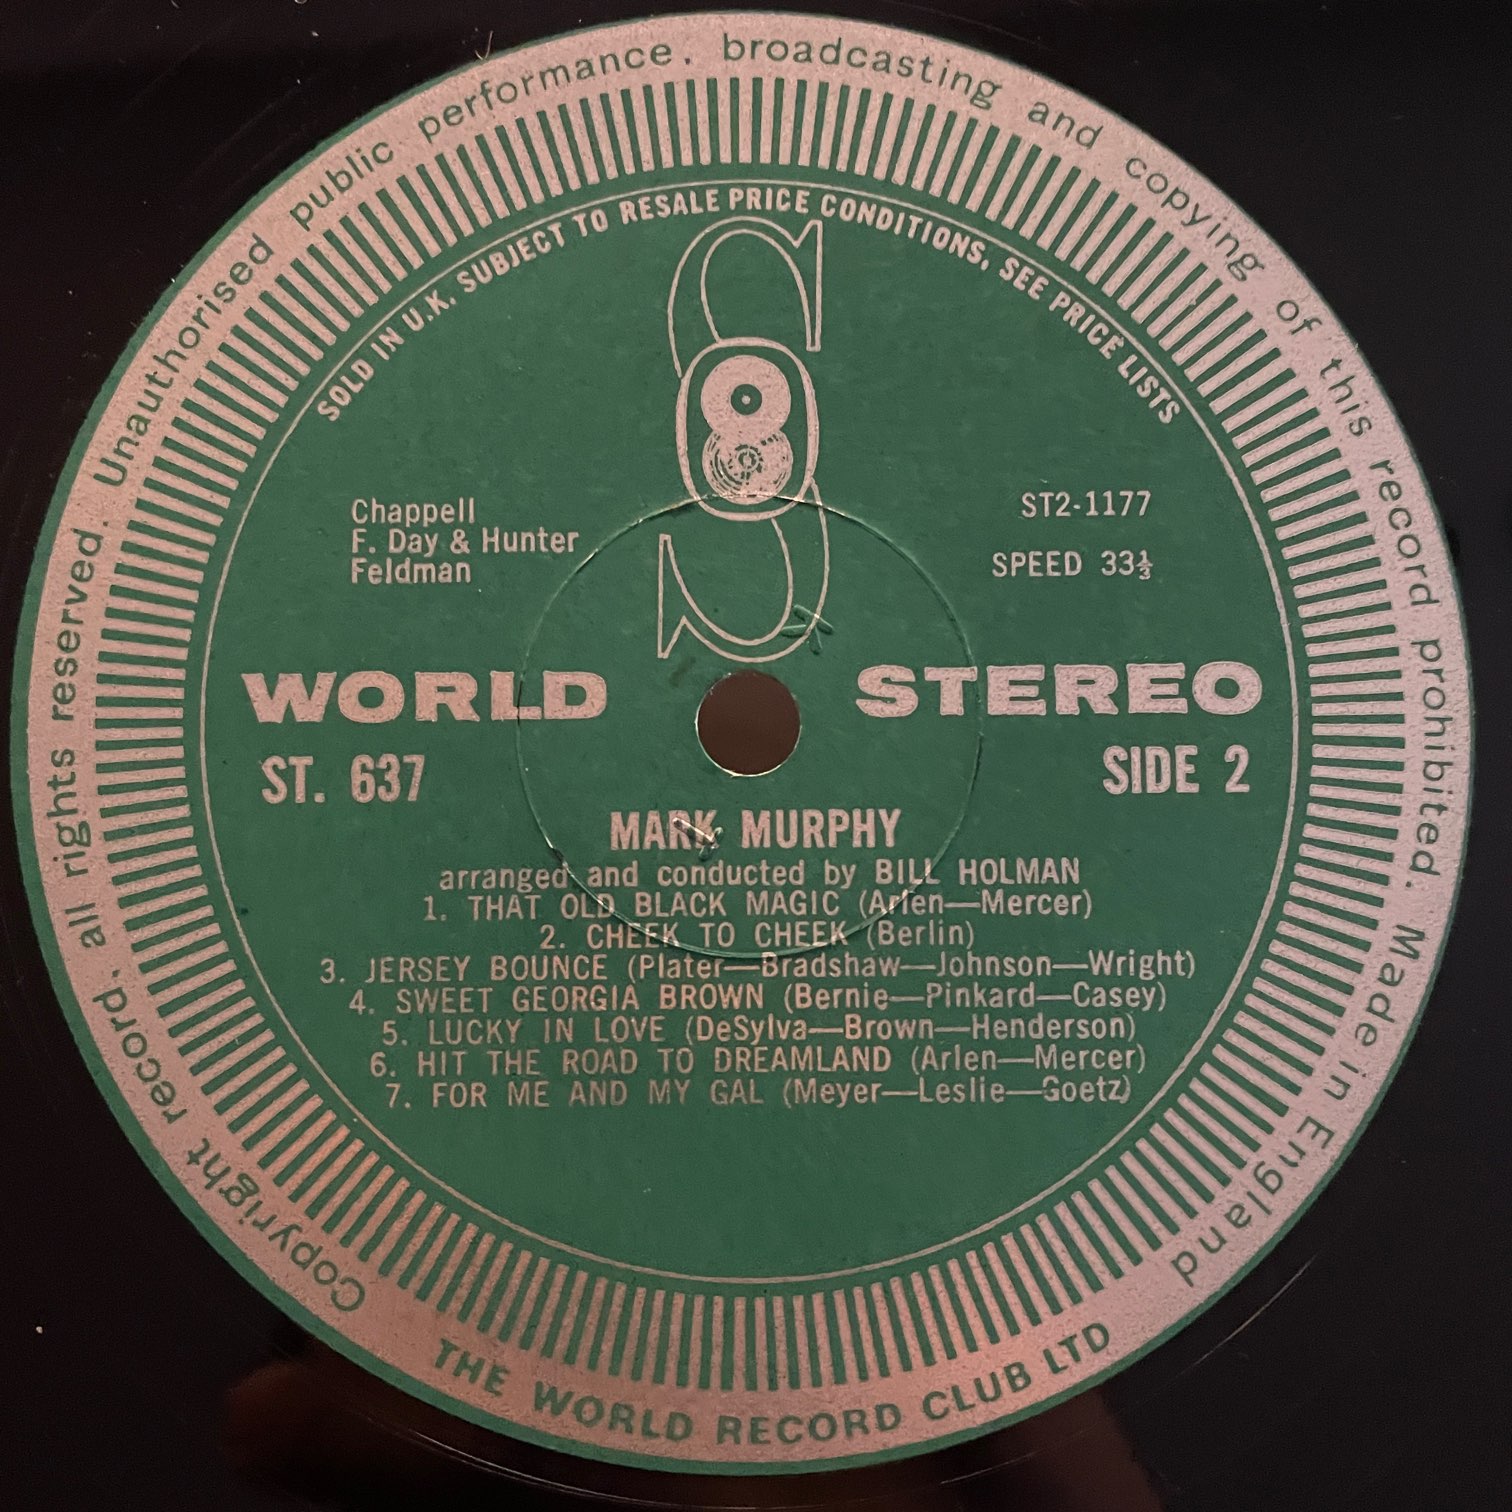 Copyright record, all rights reserved. Unauthorised public performance, broadcasting and copying of this record prohibited. Made in England
SOLD IN U.K. SUBJECT TO RESALE PRICE CONDITIONS, SEE PRICE LISTS
Chappell
F. Day & Hunter
Feldman
ST2-1177
SPEED 33⅓
WORLD STEREO
ST. 637
SIDE 2
MARK MURPHY
arranged and conducted by BILL HOLMAN
1. THAT OLD BLACK MAGIC (Arlen—Mercer)
2. CHEEK TO CHEEK (Berlin)
3. JERSEY BOUNCE (Plater—Bradshaw—Johnson—Wright)
4. SWEET GEORGIA BROWN (Bernie—Pinkard—Casey)
5. LUCKY IN LOVE (DeSylva—Brown—Henderson)
6. HIT THE ROAD TO DREAMLAND (Arlen—Mercer)
7. FOR ME AND MY GAL (Meyer—Leslie—Goetz)
THE WORLD RECORD CLUB LTD